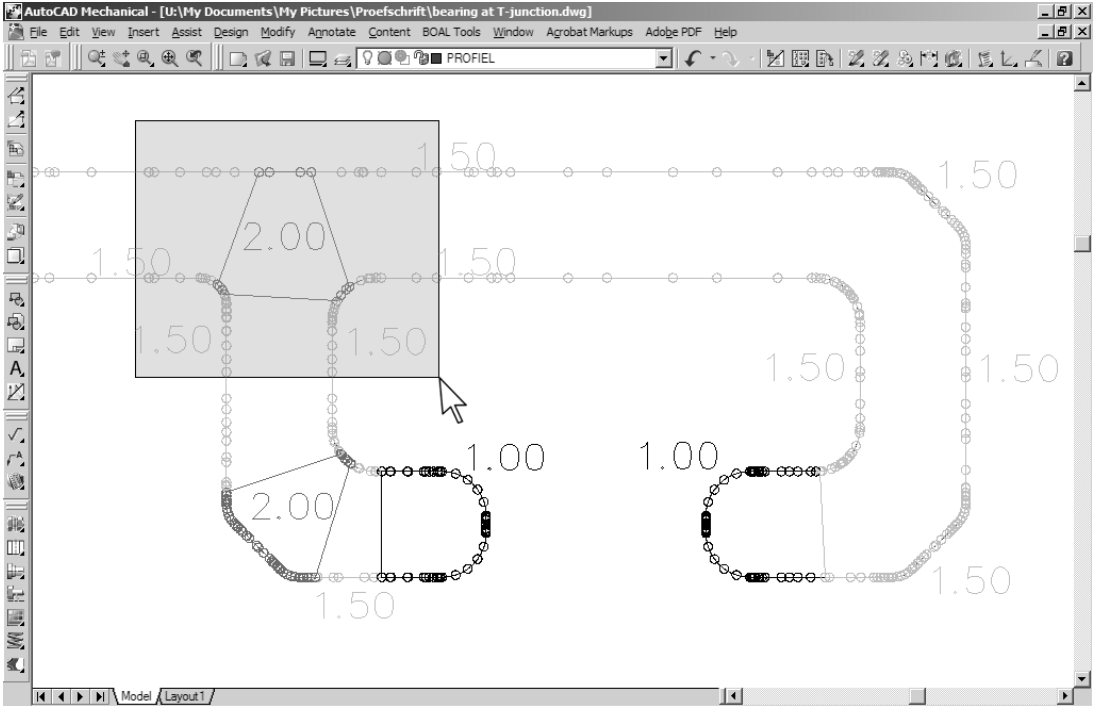 AutoCAD Mechanical - [U:\My Documents\My Pictures\Proefschrift\bearing at T-junction.dwg]
File Edit View Insert Assist Design Modify Annotate Content BOAL Tools Window Acrobat Markups Adobe PDF Help
PROFIEL
1.50
1.50
2.00
1.50
1.50
1.50
1.50
1.50
1.50
1.00
1.00
2.00
1.50
1.50
A
Model
Layout1